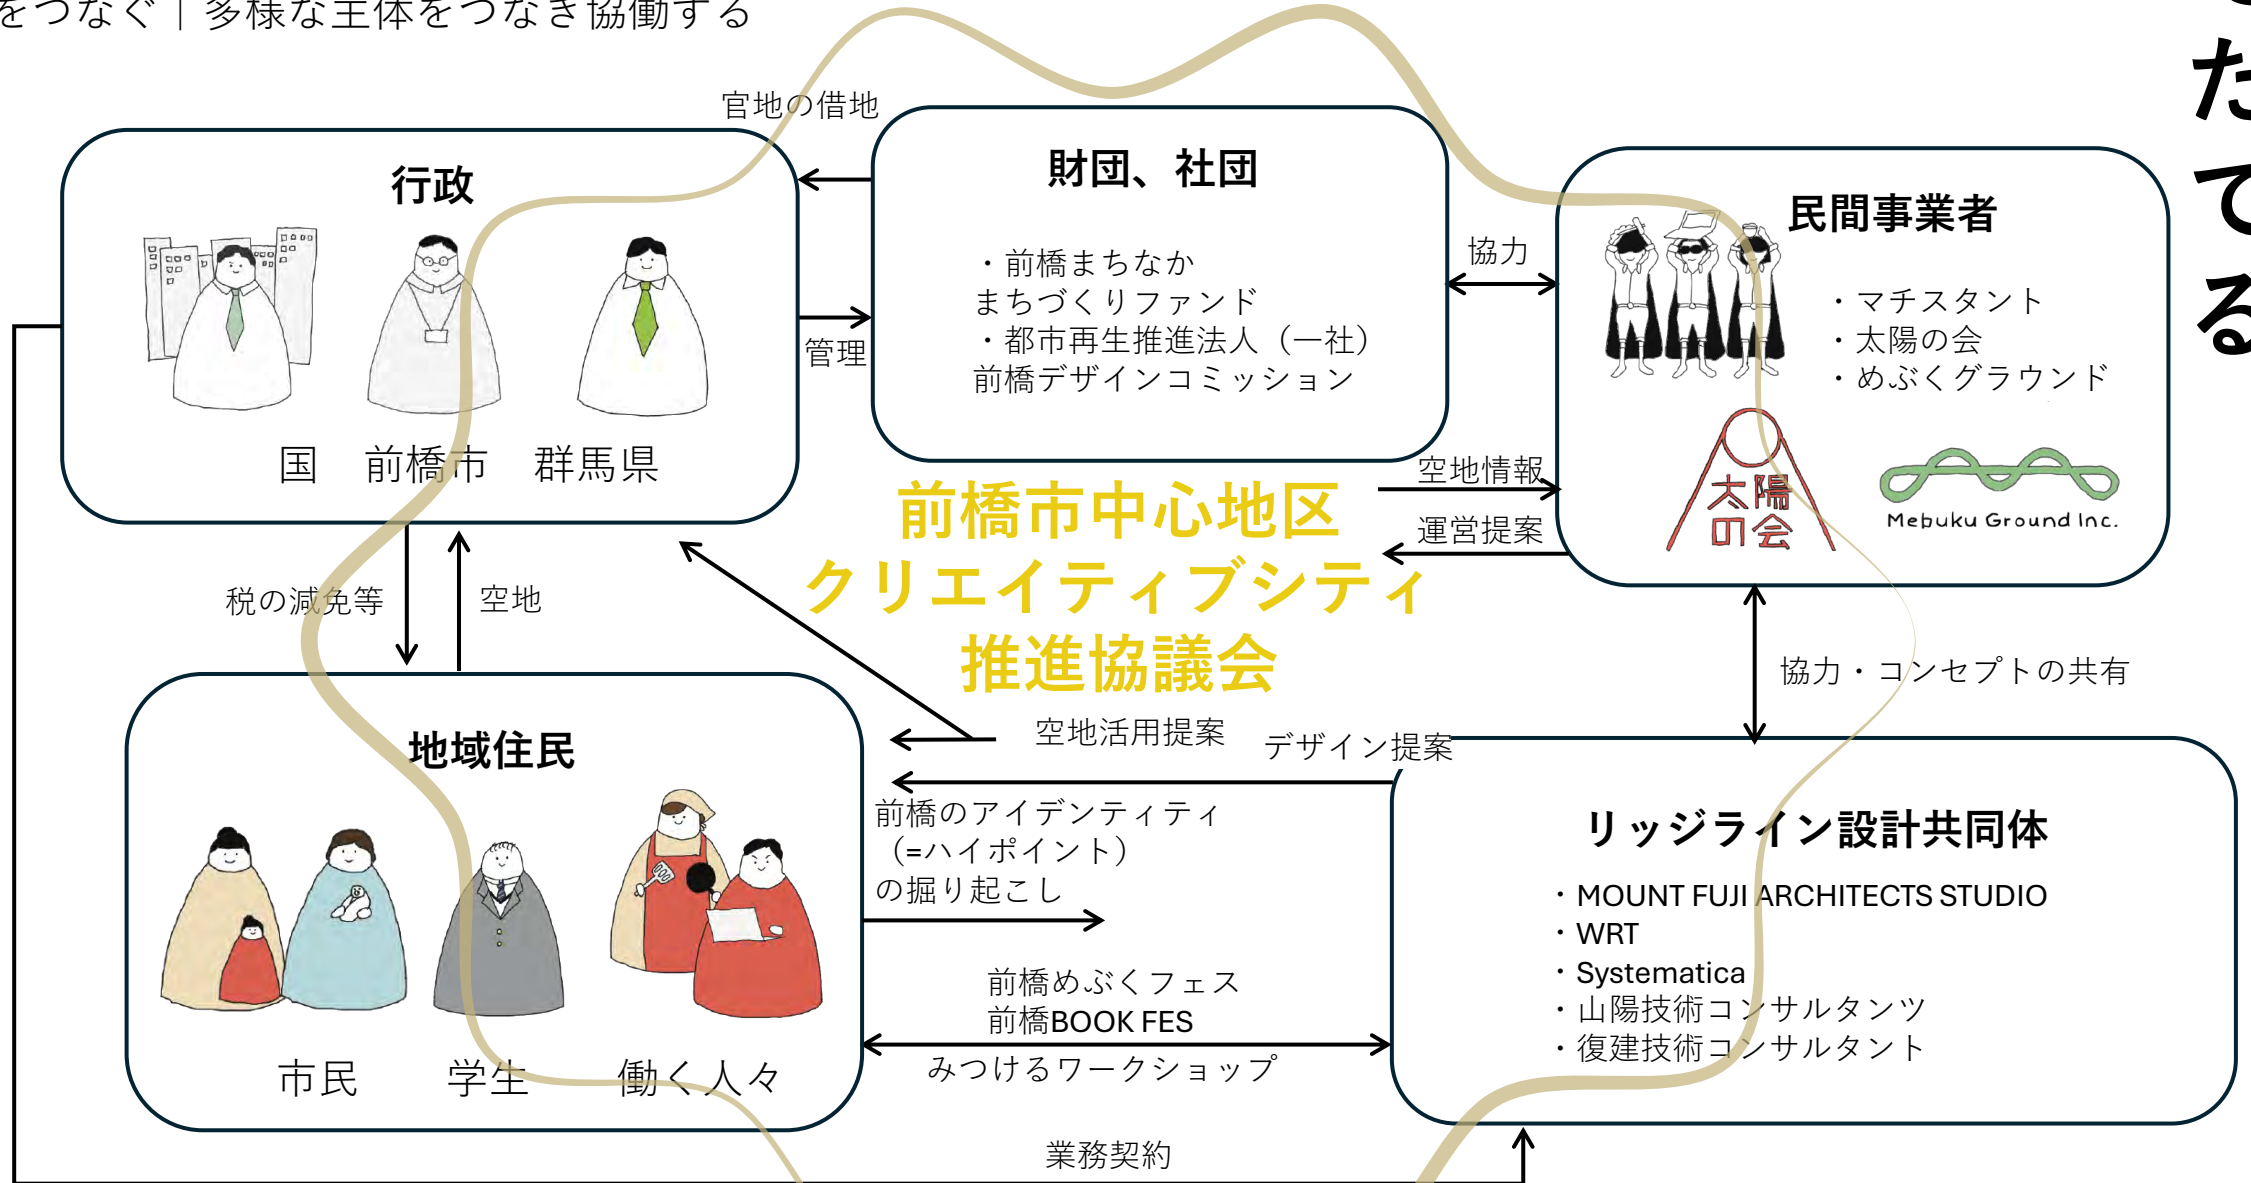 をつなぐ｜多様な主体をつなぎ協働する
たてる
官地の借地
行政
国　前橋市　群馬県
管理
財団、社団
・前橋まちなか
まちづくりファンド
・都市再生推進法人（一社）
前橋デザインコミッション
協力
民間事業者
・マチスタント
・太陽の会
・めぶくグラウンド
太陽
の会
Mebuku Ground Inc.
空地情報
運営提案
前橋市中心地区
クリエイティブシティ
推進協議会
税の減免等
空地
協力・コンセプトの共有
空地活用提案
デザイン提案
地域住民
市民　学生　働く人々
前橋のアイデンティティ
（=ハイポイント）
の掘り起こし
前橋めぶくフェス
前橋BOOK FES
みつけるワークショップ
リッジライン設計共同体
・MOUNT FUJI ARCHITECTS STUDIO
・WRT
・Systematica
・山陽技術コンサルタンツ
・復建技術コンサルタント
業務契約